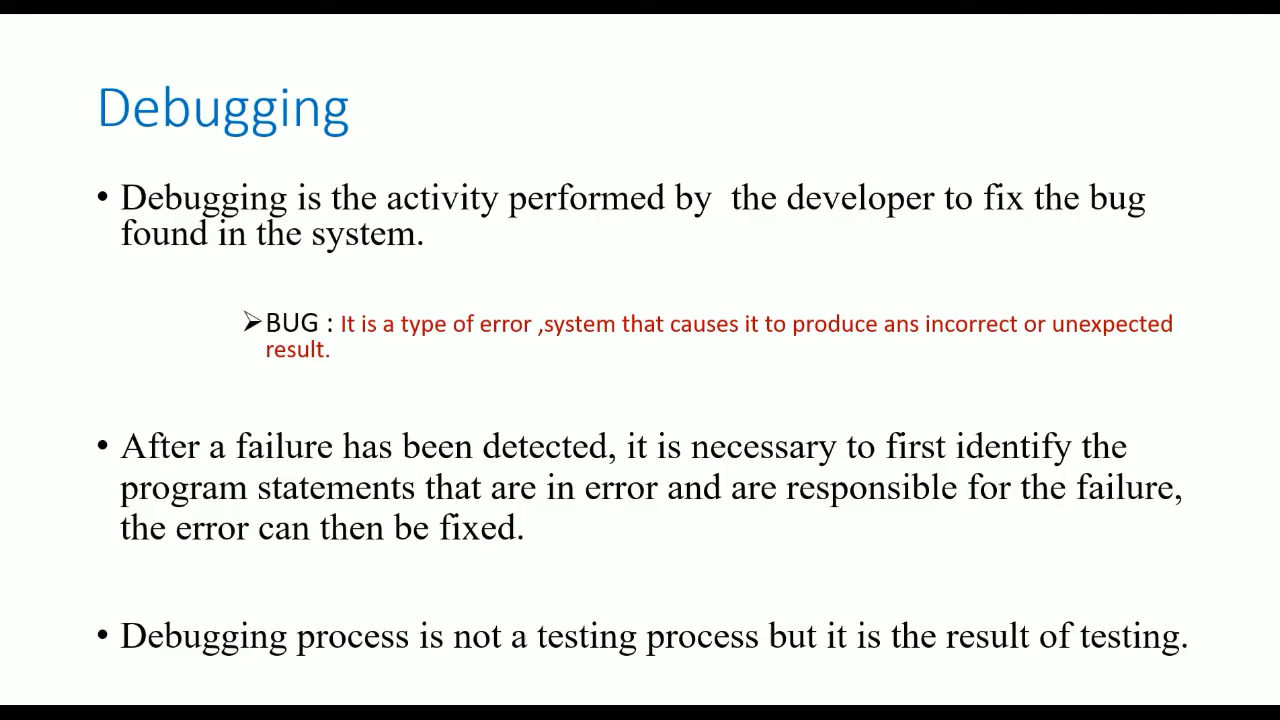 Debugging
• Debugging is the activity performed by  the developer to fix the bug
found in the system.
➢BUG : It is a type of error ,system that causes it to produce ans incorrect or unexpected
result.
• After a failure has been detected, it is necessary to first identify the
program statements that are in error and are responsible for the failure,
the error can then be fixed.
• Debugging process is not a testing process but it is the result of testing.